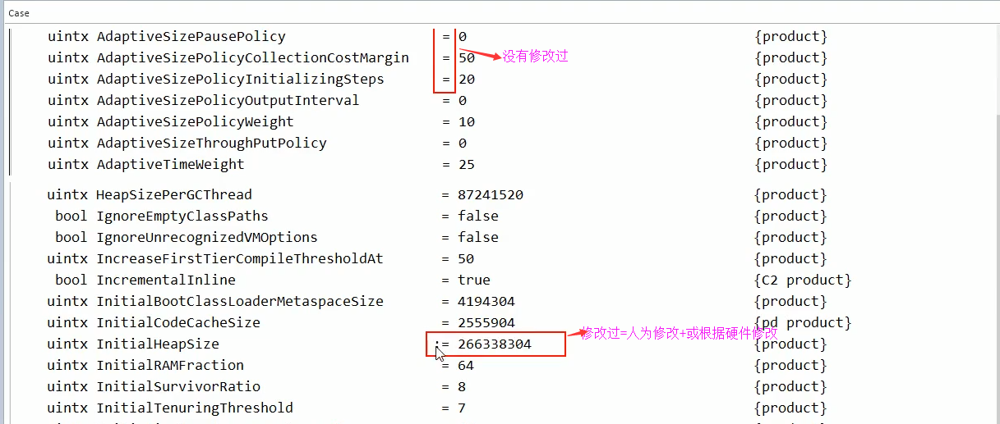 Case
uintx AdaptiveSizePausePolicy = 0 {product}
uintx AdaptiveSizePolicyCollectionCostMargin = 50 {product}
没有修改过
uintx AdaptiveSizePolicyInitializingSteps = 20 {product}
uintx AdaptiveSizePolicyOutputInterval = 0 {product}
uintx AdaptiveSizePolicyWeight = 10 {product}
uintx AdaptiveSizeThroughPutPolicy = 0 {product}
uintx AdaptiveTimeWeight = 25 {product}
uintx HeapSizePerGCThread = 87241520 {product}
bool IgnoreEmptyClassPaths = false {product}
bool IgnoreUnrecognizedVMOptions = false {product}
uintx IncreaseFirstTierCompileThresholdAt = 50 {product}
bool IncrementalInline = true {C2 product}
uintx InitialBootClassLoaderMetaspaceSize = 4194304 {product}
uintx InitialCodeCacheSize = 2555904 {pd product}
修改过=人为修改+或根据硬件修改
uintx InitialHeapSize := 266338304 {product}
uintx InitialRAMFraction = 64 {product}
uintx InitialSurvivorRatio = 8 {product}
uintx InitialTenuringThreshold = 7 {product}